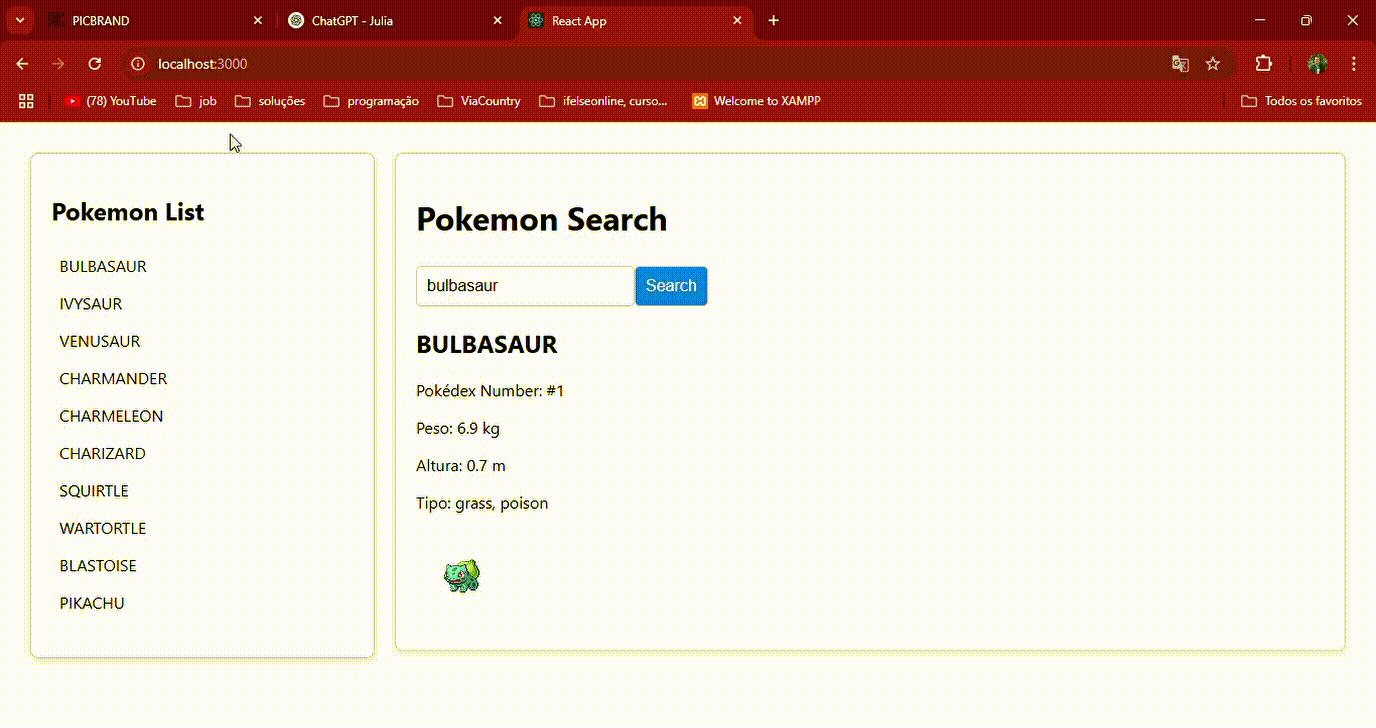 PICBRAND
ChatGPT - Julia
React App
localhost:3000
(78) YouTube
job
soluções
programação
ViaCountry
ifelseonline, curso...
Welcome to XAMPP
Todos os favoritos
Pokemon List
BULBASAUR
IVYSAUR
VENUSAUR
CHARMANDER
CHARMELEON
CHARIZARD
SQUIRTLE
WARTORTLE
BLASTOISE
PIKACHU
Pokemon Search
bulbasaur
Search
BULBASAUR
Pokédex Number: #1
Peso: 6.9 kg
Altura: 0.7 m
Tipo: grass, poison